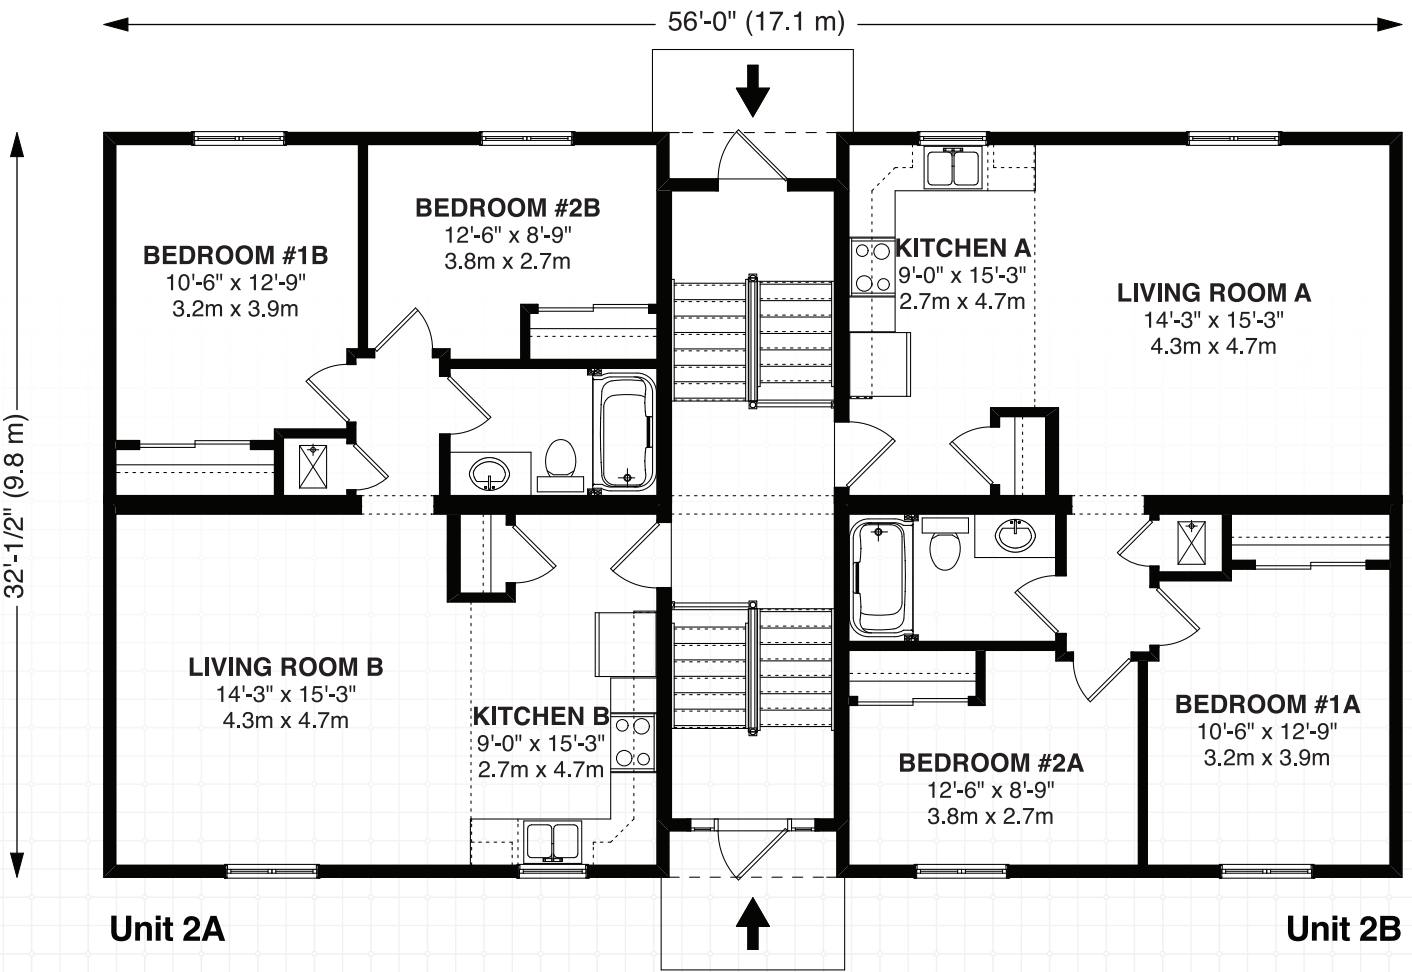 56'-0" (17.1 m)
32'-1/2" (9.8 m)
BEDROOM #1B
10'-6" x 12'-9"
3.2m x 3.9m
BEDROOM #2B
12'-6" x 8'-9"
3.8m x 2.7m
KITCHEN A
9'-0" x 15'-3"
2.7m x 4.7m
LIVING ROOM A
14'-3" x 15'-3"
4.3m x 4.7m
LIVING ROOM B
14'-3" x 15'-3"
4.3m x 4.7m
KITCHEN B
9'-0" x 15'-3"
2.7m x 4.7m
BEDROOM #2A
12'-6" x 8'-9"
3.8m x 2.7m
BEDROOM #1A
10'-6" x 12'-9"
3.2m x 3.9m
Unit 2A
Unit 2B